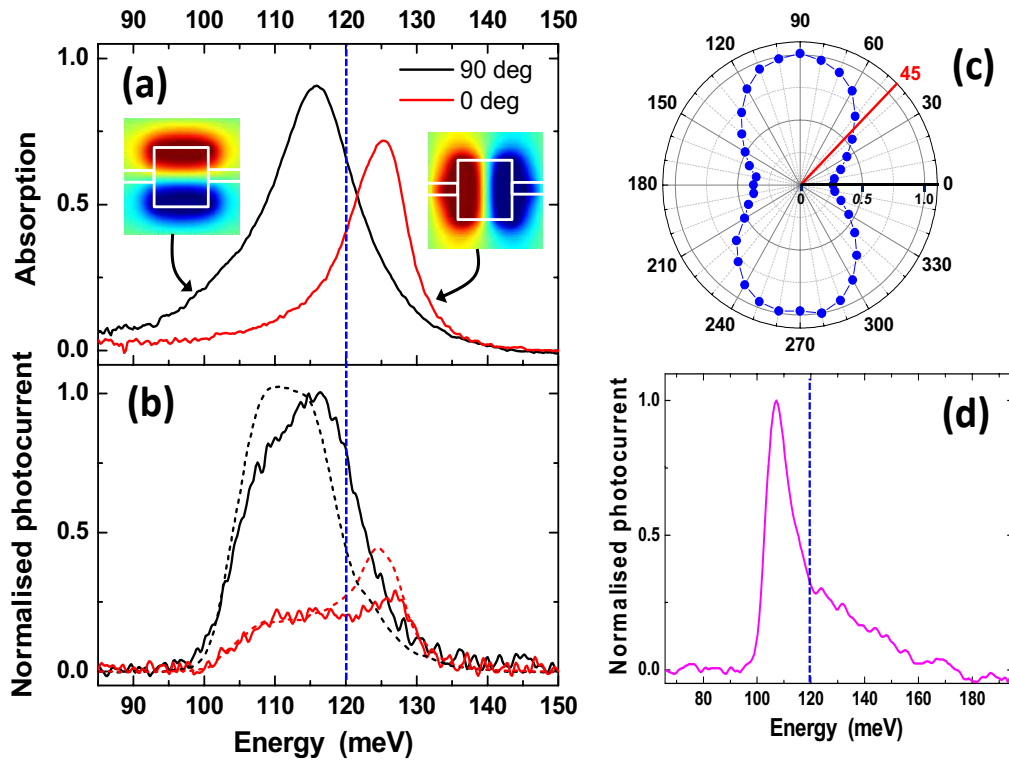 90 100 110 120 130 140 150
(a)
90 deg
0 deg
1.0
0.5
0.0
Absorption
(b)
1.0
0.5
0.0
Normalised photocurrent
90 100 110 120 130 140 150
Energy (meV)
(c)
90
120 60
45
150 30
180 0
0 0.5 1.0
210 330
240 300
270
(d)
1.0
0.5
0.0
Normalised photocurrent
80 100 120 140 160 180
Energy (meV)